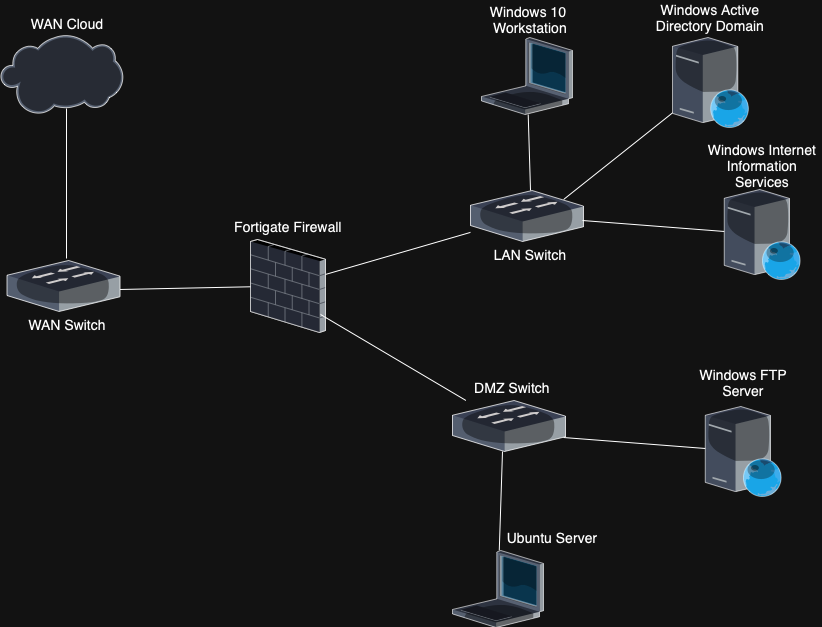 WAN Cloud
Windows 10
Workstation
Windows Active
Directory Domain
Windows Internet
Information
Services
Fortigate Firewall
LAN Switch
WAN Switch
DMZ Switch
Windows FTP
Server
Ubuntu Server